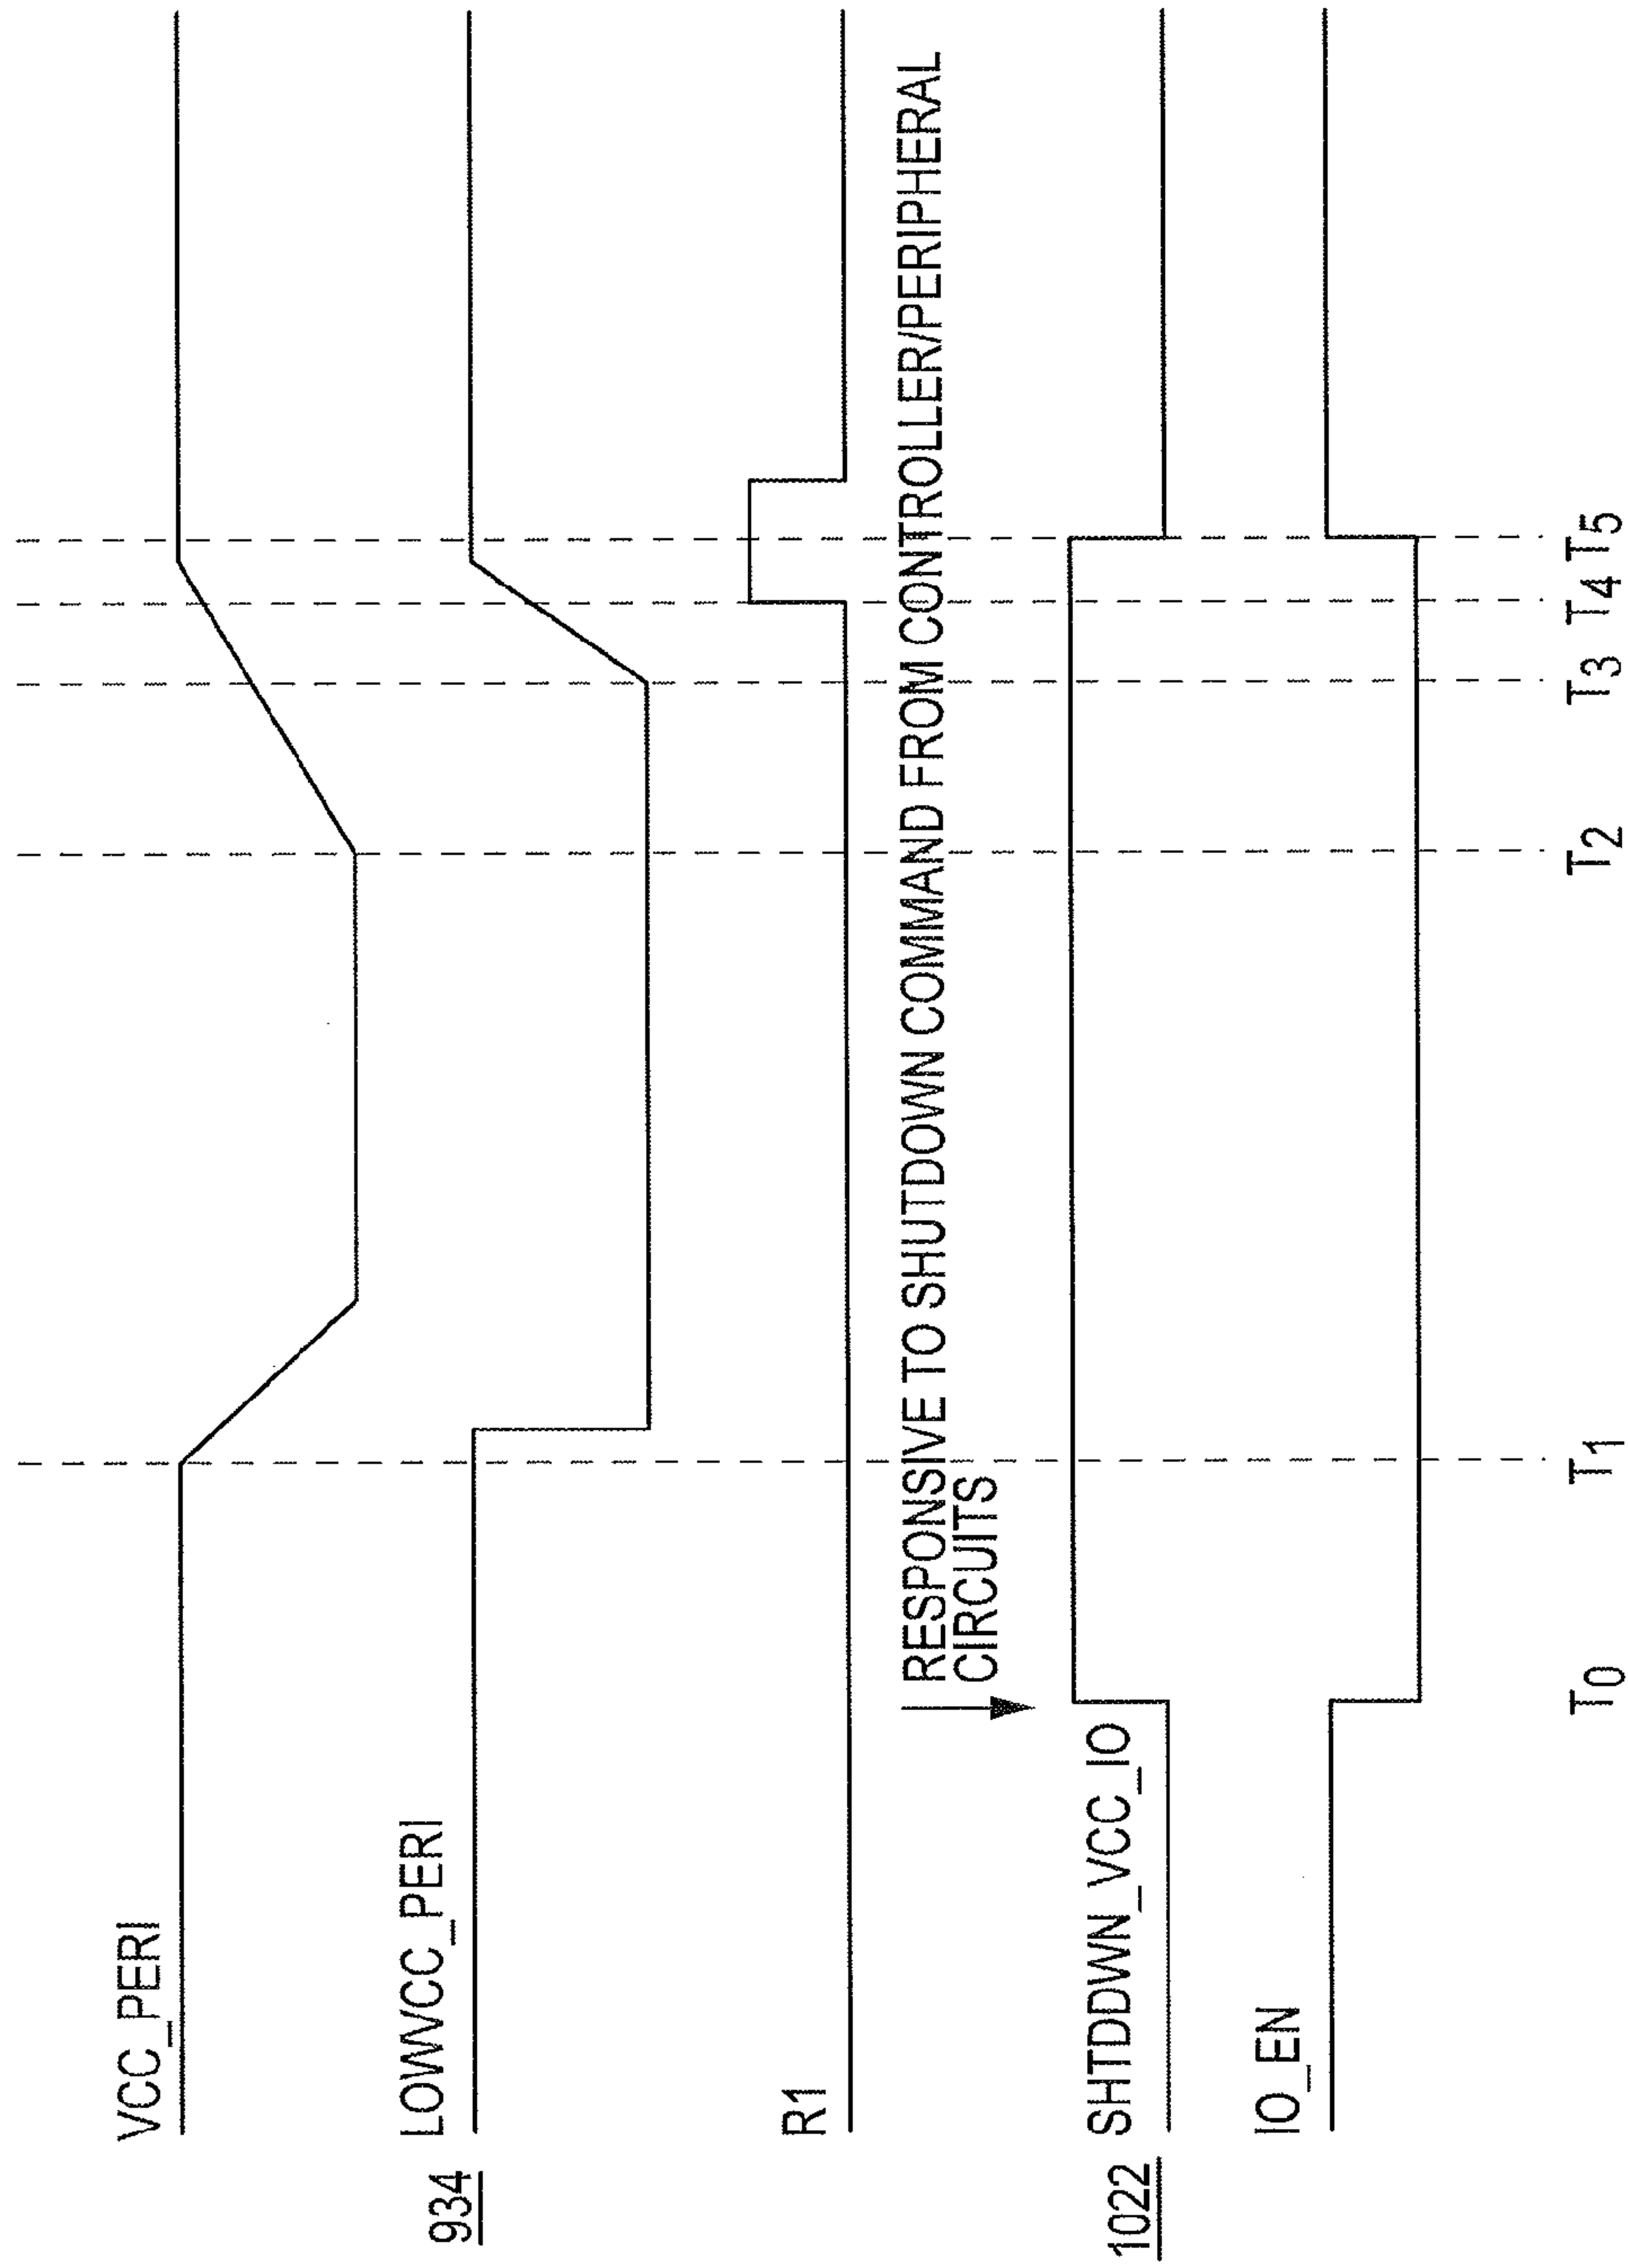 VCC_PERI
934 LOWVCC_PERI
R1
RESPONSIVE TO SHUTDOWN COMMAND FROM CONTROLLER/PERIPHERAL
CIRCUITS
1022 SHTDDWN_VCC_IO
IO_EN
T0 T1 T2 T3 T4 T5